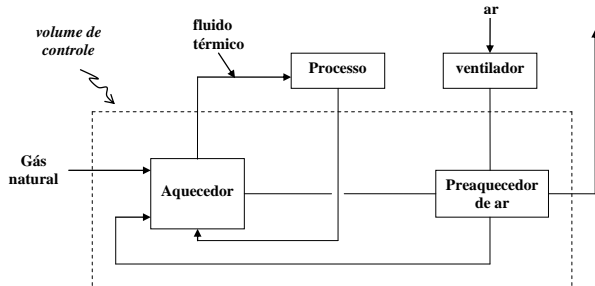 volume de
controle
fluido
térmico
Processo
ar
ventilador
Gás
natural
Aquecedor
Preaquecedor
de ar